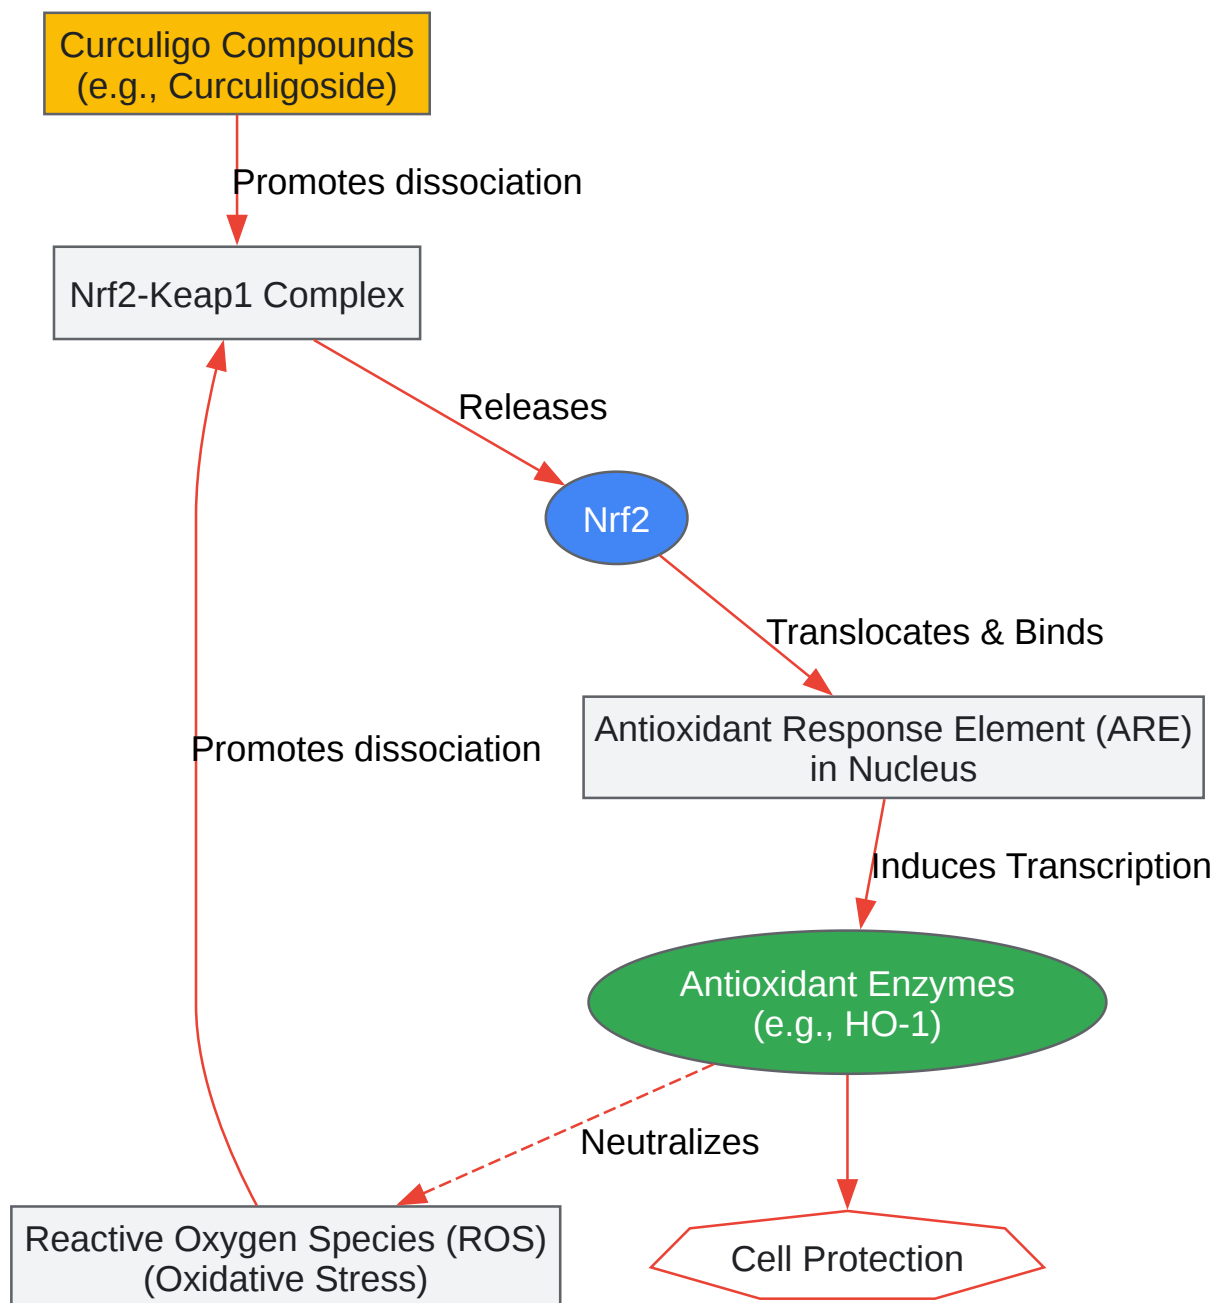 Curculigo Compounds
(e.g., Curculigoside)
Promotes dissociation
Nrf2-Keap1 Complex
Releases
Nrf2
Translocates & Binds
Antioxidant Response Element (ARE)
in Nucleus
Promotes dissociation
Induces Transcription
Antioxidant Enzymes
(e.g., HO-1)
Neutralizes
Reactive Oxygen Species (ROS)
(Oxidative Stress)
Cell Protection